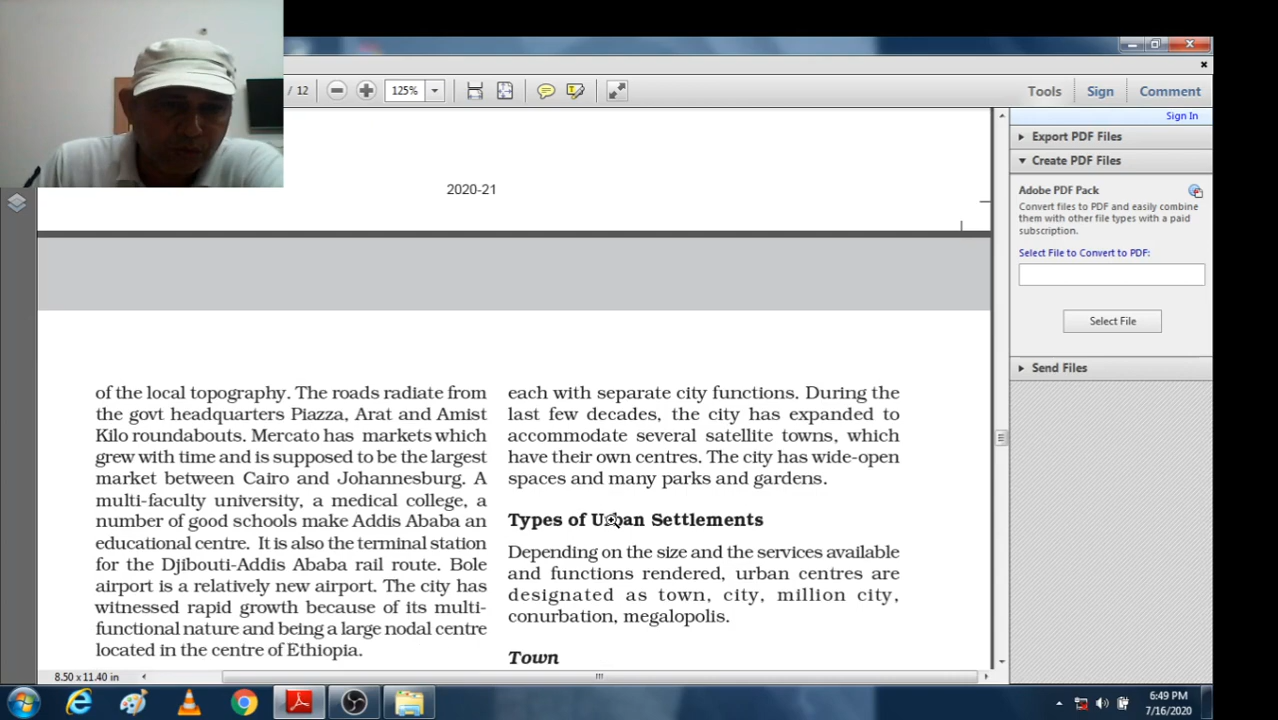 / 12
125%
Tools
Sign
Comment
Sign In
Export PDF Files
Create PDF Files
Adobe PDF Pack
Convert files to PDF and easily combine
them with other file types with a paid
subscription.
Select File to Convert to PDF:
Select File
Send Files
2020-21
of the local topography. The roads radiate from
the govt headquarters Piazza, Arat and Amist
Kilo roundabouts. Mercato has markets which
grew with time and is supposed to be the largest
market between Cairo and Johannesburg. A
multi-faculty university, a medical college, a
number of good schools make Addis Ababa an
educational centre. It is also the terminal station
for the Djibouti-Addis Ababa rail route. Bole
airport is a relatively new airport. The city has
witnessed rapid growth because of its multi-
functional nature and being a large nodal centre
located in the centre of Ethiopia.
each with separate city functions. During the
last few decades, the city has expanded to
accommodate several satellite towns, which
have their own centres. The city has wide-open
spaces and many parks and gardens.
Types of Urban Settlements
Depending on the size and the services available
and functions rendered, urban centres are
designated as town, city, million city,
conurbation, megalopolis.
Town
8.50 x 11.40 in
6:49 PM
7/16/2020